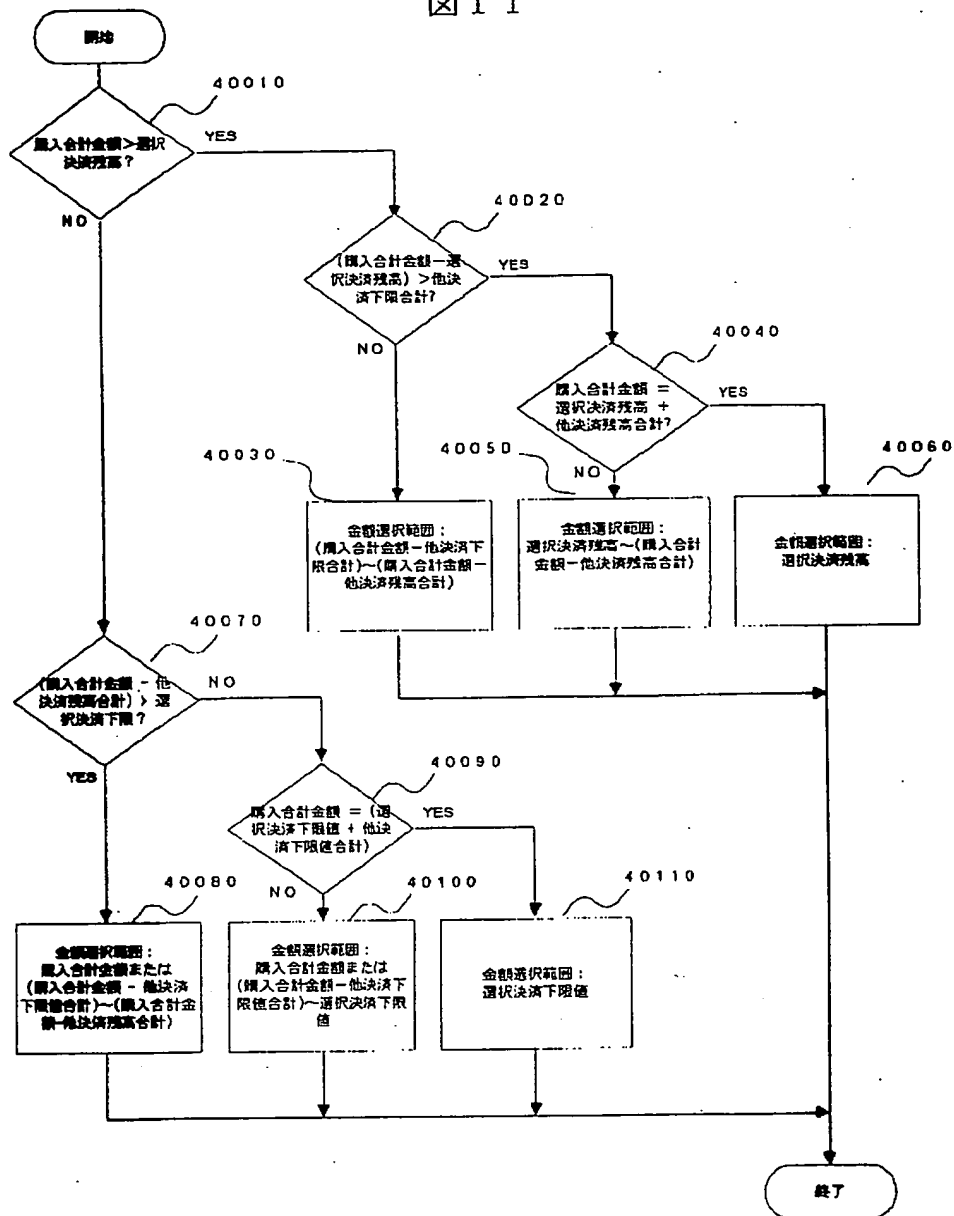 図11
開始
40010
購入合計金額>選択
決済残高?
YES
NO
40020
(購入合計金額-選
択決済残高)>他決
済下限合計?
YES
NO
40040
購入合計金額 =
選択決済残高 +
他決済残高合計?
YES
NO
40030
金額選択範囲:
(購入合計金額-他決済下
限合計)~(購入合計金額-
他決済残高合計)
40050
金額選択範囲:
選択決済残高~(購入合計
金額-他決済残高合計)
40060
金額選択範囲:
選択決済残高
40070
(購入合計金額 - 他
決済残高合計) > 選
択決済下限?
NO
YES
40090
購入合計金額 = (選
択決済下限値 + 他決
済下限値合計)
YES
NO
40080
金額選択範囲:
購入合計金額または
(購入合計金額 - 他決済
下限値合計)~(購入合計金
額-他決済残高合計)
40100
金額選択範囲:
購入合計金額または
(購入合計金額-他決済下
限値合計)~選択決済下限
値
40110
金額選択範囲:
選択決済下限値
終了